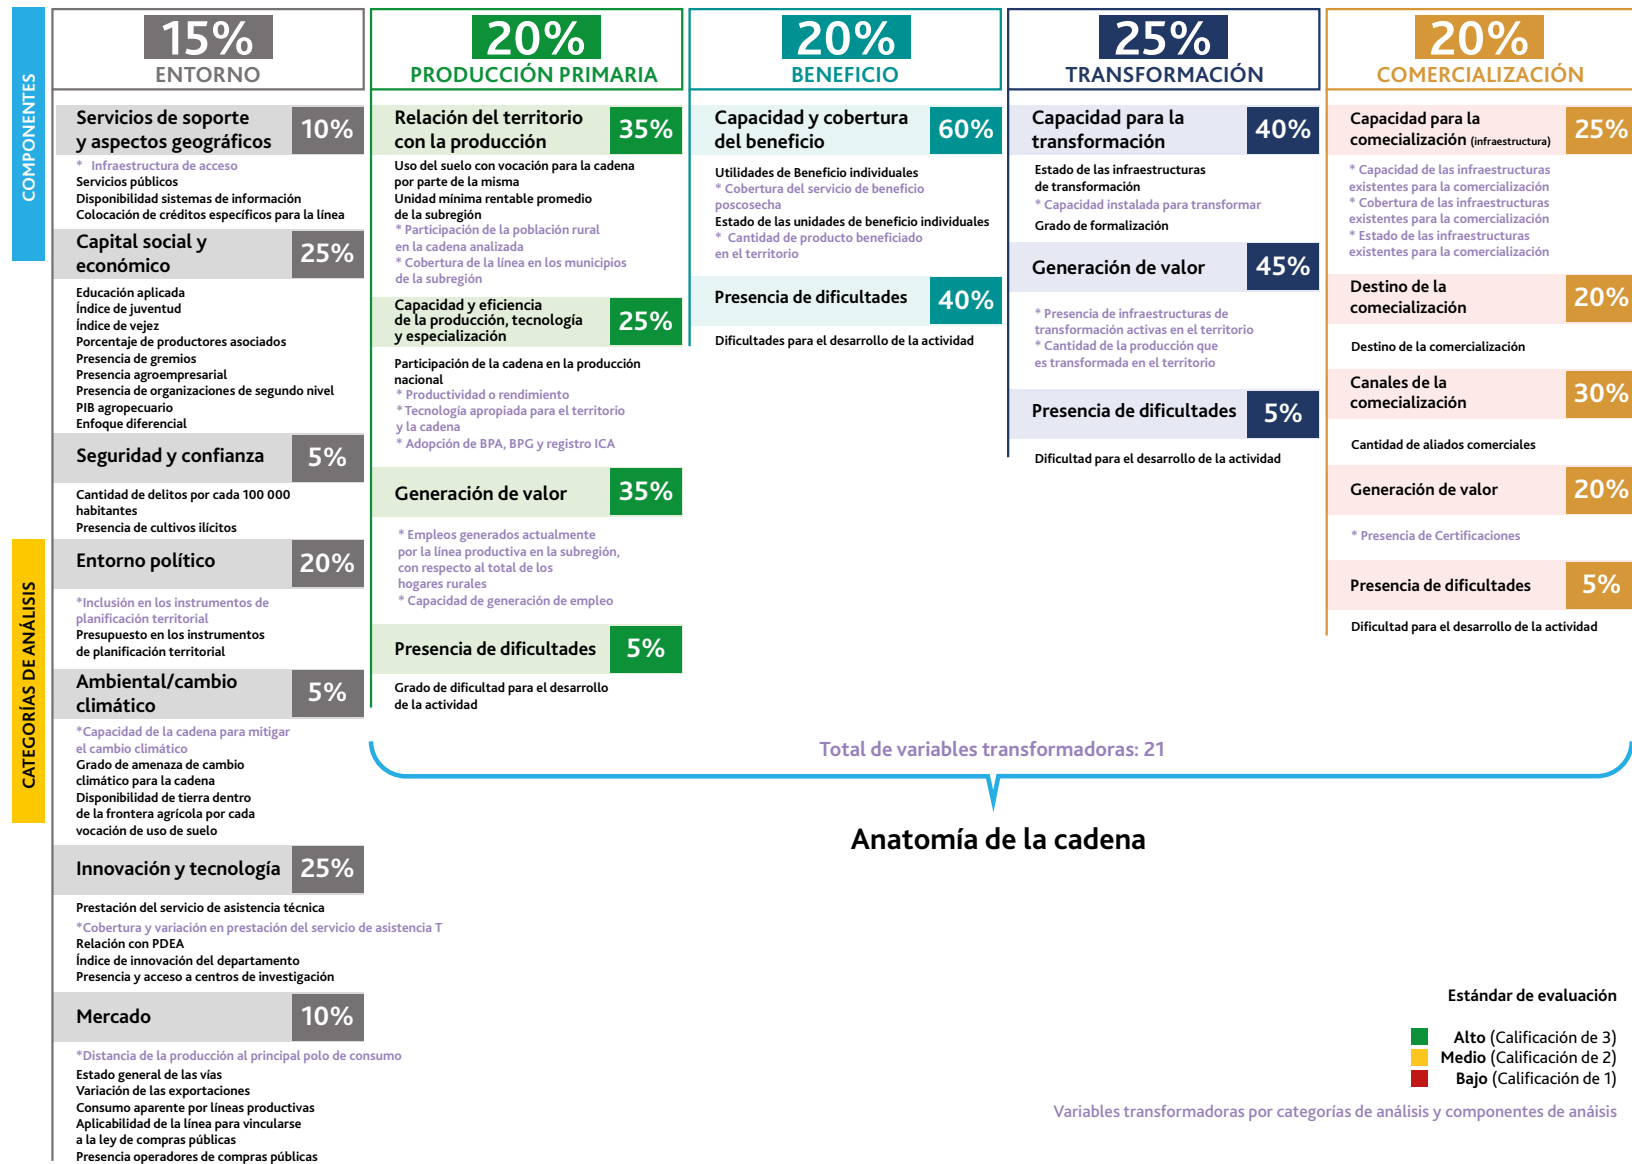 COMPONENTES
CATEGORÍAS DE ANÁLISIS
15%
ENTORNO
Servicios de soporte
y aspectos geográficos
10%
* Infraestructura de acceso
Servicios públicos
Disponibilidad sistemas de información
Colocación de créditos específicos para la línea
Capital social y
económico
25%
Educación aplicada
Índice de juventud
Índice de vejez
Porcentaje de productores asociados
Presencia de gremios
Presencia agroempresarial
Presencia de organizaciones de segundo nivel
PIB agropecuario
Enfoque diferencial
Seguridad y confianza
5%
Cantidad de delitos por cada 100 000
habitantes
Presencia de cultivos ilícitos
Entorno político
20%
*Inclusión en los instrumentos de
planificación territorial
Presupuesto en los instrumentos
de planificación territorial
Ambiental/cambio
climático
5%
*Capacidad de la cadena para mitigar
el cambio climático
Grado de amenaza de cambio
climático para la cadena
Disponibilidad de tierra dentro
de la frontera agrícola por cada
vocación de uso de suelo
Innovación y tecnología
25%
Prestación del servicio de asistencia técnica
*Cobertura y variación en prestación del servicio de asistencia T
Relación con PDEA
Índice de innovación del departamento
Presencia y acceso a centros de investigación
Mercado
10%
*Distancia de la producción al principal polo de consumo
Estado general de las vías
Variación de las exportaciones
Consumo aparente por líneas productivas
Aplicabilidad de la línea para vincularse
a la ley de compras públicas
Presencia operadores de compras públicas
20%
PRODUCCIÓN PRIMARIA
Relación del territorio
con la producción
35%
Uso del suelo con vocación para la cadena
por parte de la misma
Unidad mínima rentable promedio
de la subregión
* Participación de la población rural
en la cadena analizada
* Cobertura de la línea en los municipios
de la subregión
Capacidad y eficiencia
de la producción, tecnología
y especialización
25%
Participación de la cadena en la producción
nacional
* Productividad o rendimiento
* Tecnología apropiada para el territorio
y la cadena
* Adopción de BPA, BPG y registro ICA
Generación de valor
35%
* Empleos generados actualmente
por la línea productiva en la subregión,
con respecto al total de los
hogares rurales
* Capacidad de generación de empleo
Presencia de dificultades
5%
Grado de dificultad para el desarrollo
de la actividad
20%
BENEFICIO
Capacidad y cobertura
del beneficio
60%
Utilidades de Beneficio individuales
* Cobertura del servicio de beneficio
poscosecha
Estado de las unidades de beneficio individuales
* Cantidad de producto beneficiado
en el territorio
Presencia de dificultades
40%
Dificultades para el desarrollo de la actividad
25%
TRANSFORMACIÓN
Capacidad para la
transformación
40%
Estado de las infraestructuras
de transformación
* Capacidad instalada para transformar
Grado de formalización
Generación de valor
45%
* Presencia de infraestructuras de
transformación activas en el territorio
* Cantidad de la producción que
es transformada en el territorio
Presencia de dificultades
5%
Dificultad para el desarrollo de la actividad
20%
COMERCIALIZACIÓN
Capacidad para la
comecialización (infraestructura)
25%
* Capacidad de las infraestructuras
existentes para la comercialización
* Cobertura de las infraestructuras
existentes para la comercialización
* Estado de las infraestructuras
existentes para la comercialización
Destino de la
comecialización
20%
Destino de la comercialización
Canales de la
comecialización
30%
Cantidad de aliados comerciales
Generación de valor
20%
* Presencia de Certificaciones
Presencia de dificultades
5%
Dificultad para el desarrollo de la actividad
Total de variables transformadoras: 21
Anatomía de la cadena
Estándar de evaluación
Alto (Calificación de 3)
Medio (Calificación de 2)
Bajo (Calificación de 1)
Variables transformadoras por categorías de análisis y componentes de anáisis